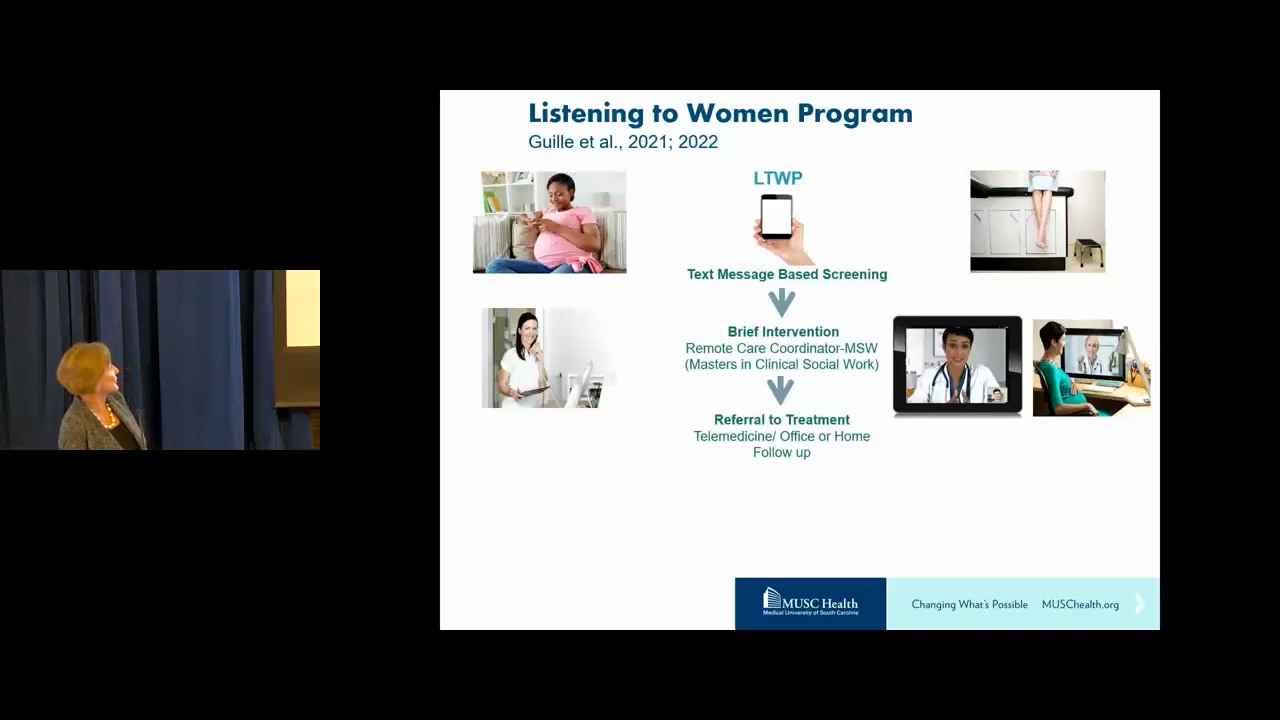 Listening to Women Program
Guille et al., 2021; 2022
LTWP
Text Message Based Screening
Brief Intervention
Remote Care Coordinator-MSW
(Masters in Clinical Social Work)
Referral to Treatment
Telemedicine/ Office or Home
Follow up
MUSC Health
Medical University of South Carolina
Changing What's Possible
MUSChealth.org